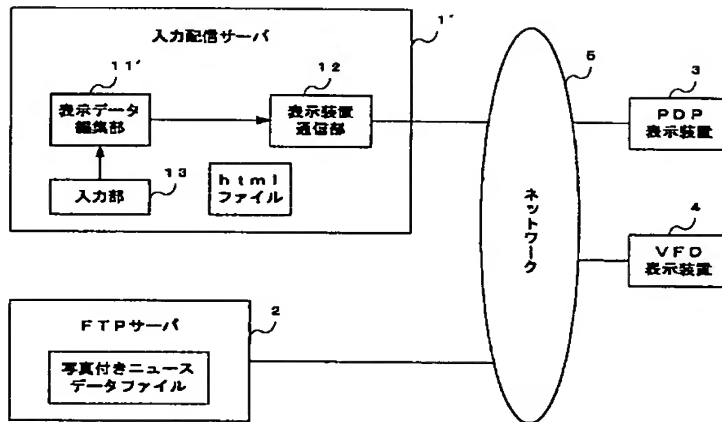 入力配信サーバ
1'
11'
表示データ
編集部
12
表示装置
通信部
13
入力部
html
ファイル
5
ネットワーク
3
PDP
表示装置
4
VFD
表示装置
FTPサーバ
2
写真付きニュース
データファイル